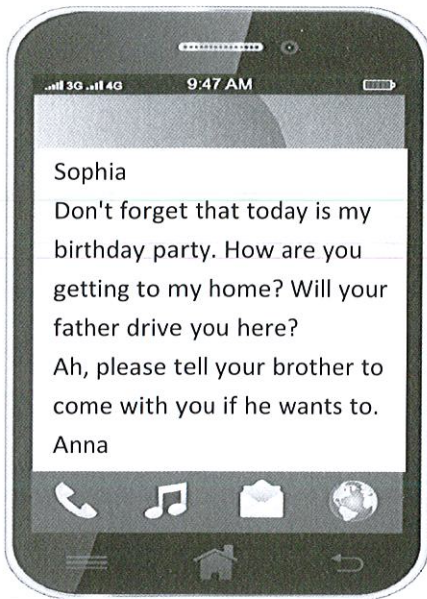 3G 4G 9:47 AM
Sophia
Don't forget that today is my
birthday party. How are you
getting to my home? Will your
father drive you here?
Ah, please tell your brother to
come with you if he wants to.
Anna